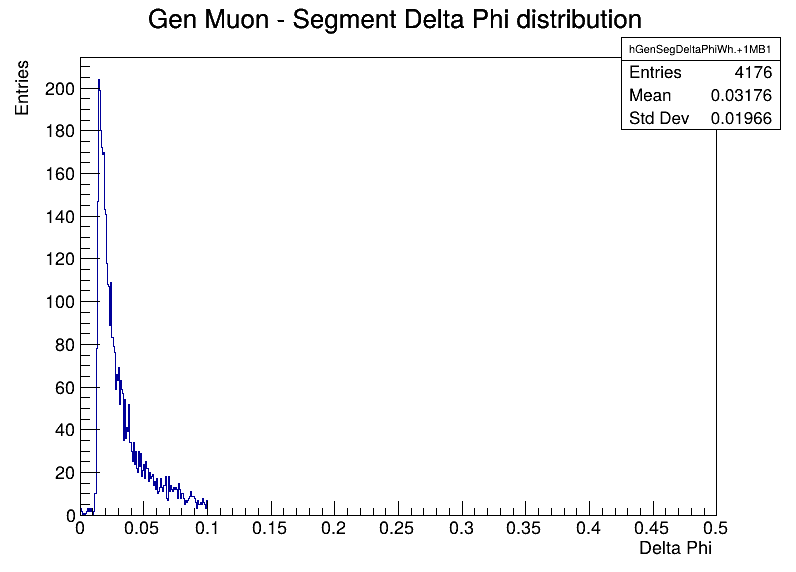 Gen Muon - Segment Delta Phi distribution
hGenSegDeltaPhiWh.+1MB1
Entries 4176
Mean 0.03176
Std Dev 0.01966
Entries
200
180
160
140
120
100
80
60
40
20
0
0 0.05 0.1 0.15 0.2 0.25 0.3 0.35 0.4 0.45 0.5
Delta Phi